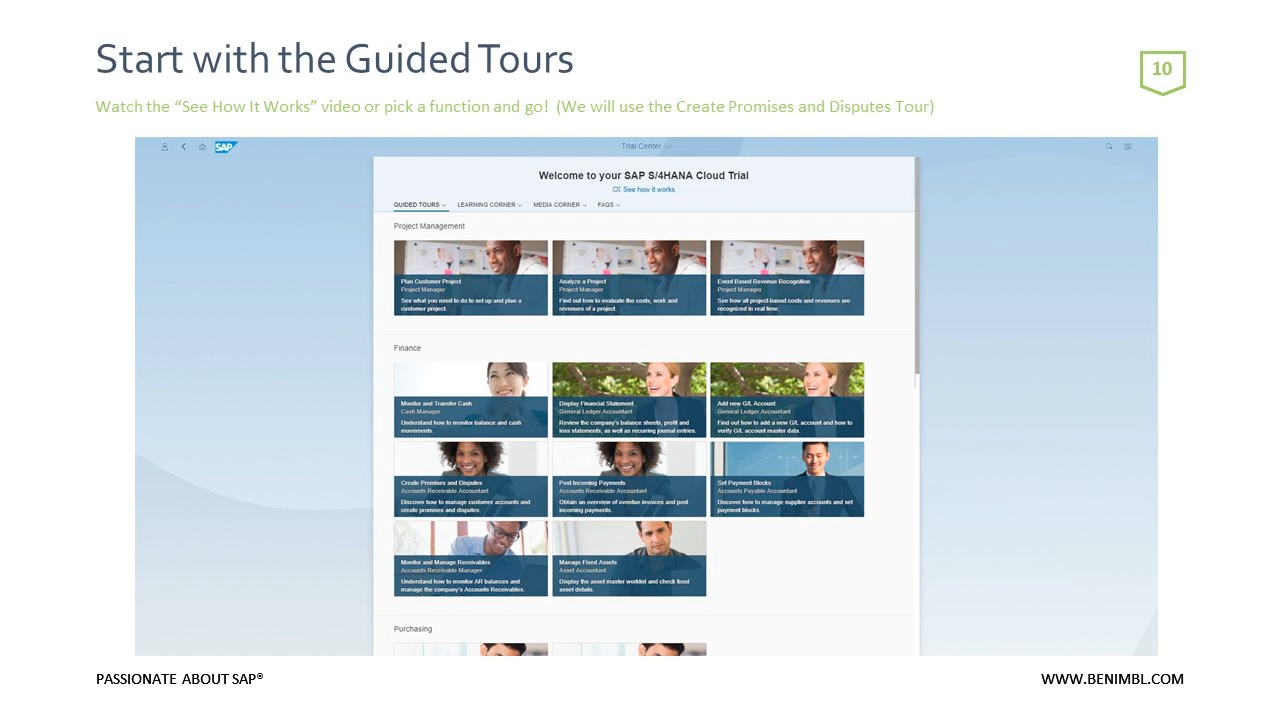 Start with the Guided Tours
10
Watch the “See How It Works” video or pick a function and go!  (We will use the Create Promises and Disputes Tour)
SAP
Trial Center
Welcome to your SAP S/4HANA Cloud Trial
See how it works
GUIDED TOURS
LEARNING CORNER
MEDIA CORNER
FAQS
Project Management
Plan Customer Project
Project Manager
See what you need to do to set up and plan a
customer project.
Analyze a Project
Project Manager
Find out how to evaluate the costs, work and
revenues of a project.
Event Based Revenue Recognition
Project Manager
See how all project-based costs and revenues are
recognized in real time.
Finance
Monitor and Transfer Cash
Cash Manager
Understand how to monitor balance and cash
movements.
Display Financial Statement
General Ledger Accountant
Review the company's balance sheets, profit and
loss statements, as well as recurring journal entries.
Add new G/L Account
General Ledger Accountant
Find out how to add a new G/L account and how to
verify G/L account master data.
Create Promises and Disputes
Accounts Receivable Accountant
Discover how to manage customer accounts and
create promises and disputes.
Post Incoming Payments
Accounts Receivable Accountant
Obtain an overview of overdue invoices and post
incoming payments.
Set Payment Blocks
Accounts Payable Accountant
Discover how to manage supplier accounts and set
payment blocks.
Monitor and Manage Receivables
Accounts Receivable Manager
Understand how to monitor AR balances and
manage the company's Accounts Receivables.
Manage Fixed Assets
Asset Accountant
Display the asset master worklist and check fixed
asset details.
Purchasing
PASSIONATE ABOUT SAP®
WWW.BENIMBL.COM